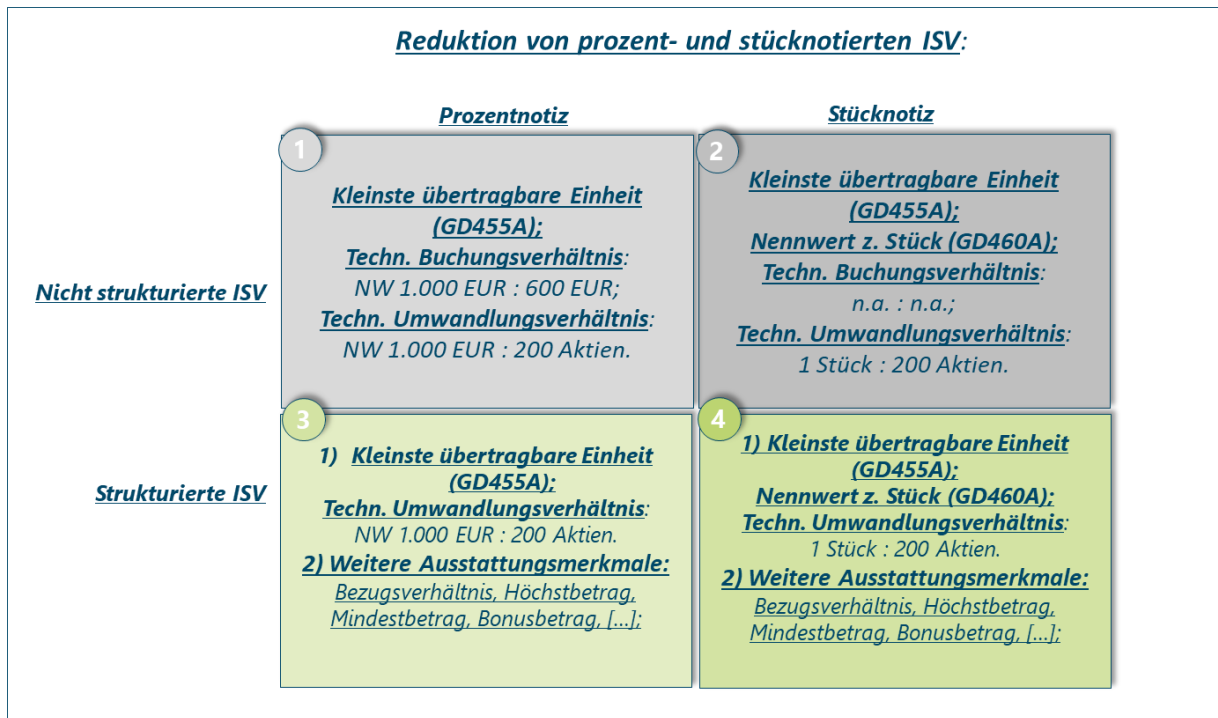 Reduktion von prozent- und stücknotierten ISV:
Prozentnotiz
Stücknotiz
Nicht strukturierte ISV
1
Kleinste übertragbare Einheit
(GD455A);
Techn. Buchungsverhältnis:
NW 1.000 EUR : 600 EUR;
Techn. Umwandlungsverhältnis:
NW 1.000 EUR : 200 Aktien.
2
Kleinste übertragbare Einheit
(GD455A);
Nennwert z. Stück (GD460A);
Techn. Buchungsverhältnis:
n.a. : n.a.;
Techn. Umwandlungsverhältnis:
1 Stück : 200 Aktien.
Strukturierte ISV
3
1) Kleinste übertragbare Einheit
(GD455A);
Techn. Umwandlungsverhältnis:
NW 1.000 EUR : 200 Aktien.
2) Weitere Ausstattungsmerkmale:
Bezugsverhältnis, Höchstbetrag,
Mindestbetrag, Bonusbetrag, [...];
4
1) Kleinste übertragbare Einheit
(GD455A);
Nennwert z. Stück (GD460A);
Techn. Umwandlungsverhältnis:
1 Stück : 200 Aktien.
2) Weitere Ausstattungsmerkmale:
Bezugsverhältnis, Höchstbetrag,
Mindestbetrag, Bonusbetrag, [...];